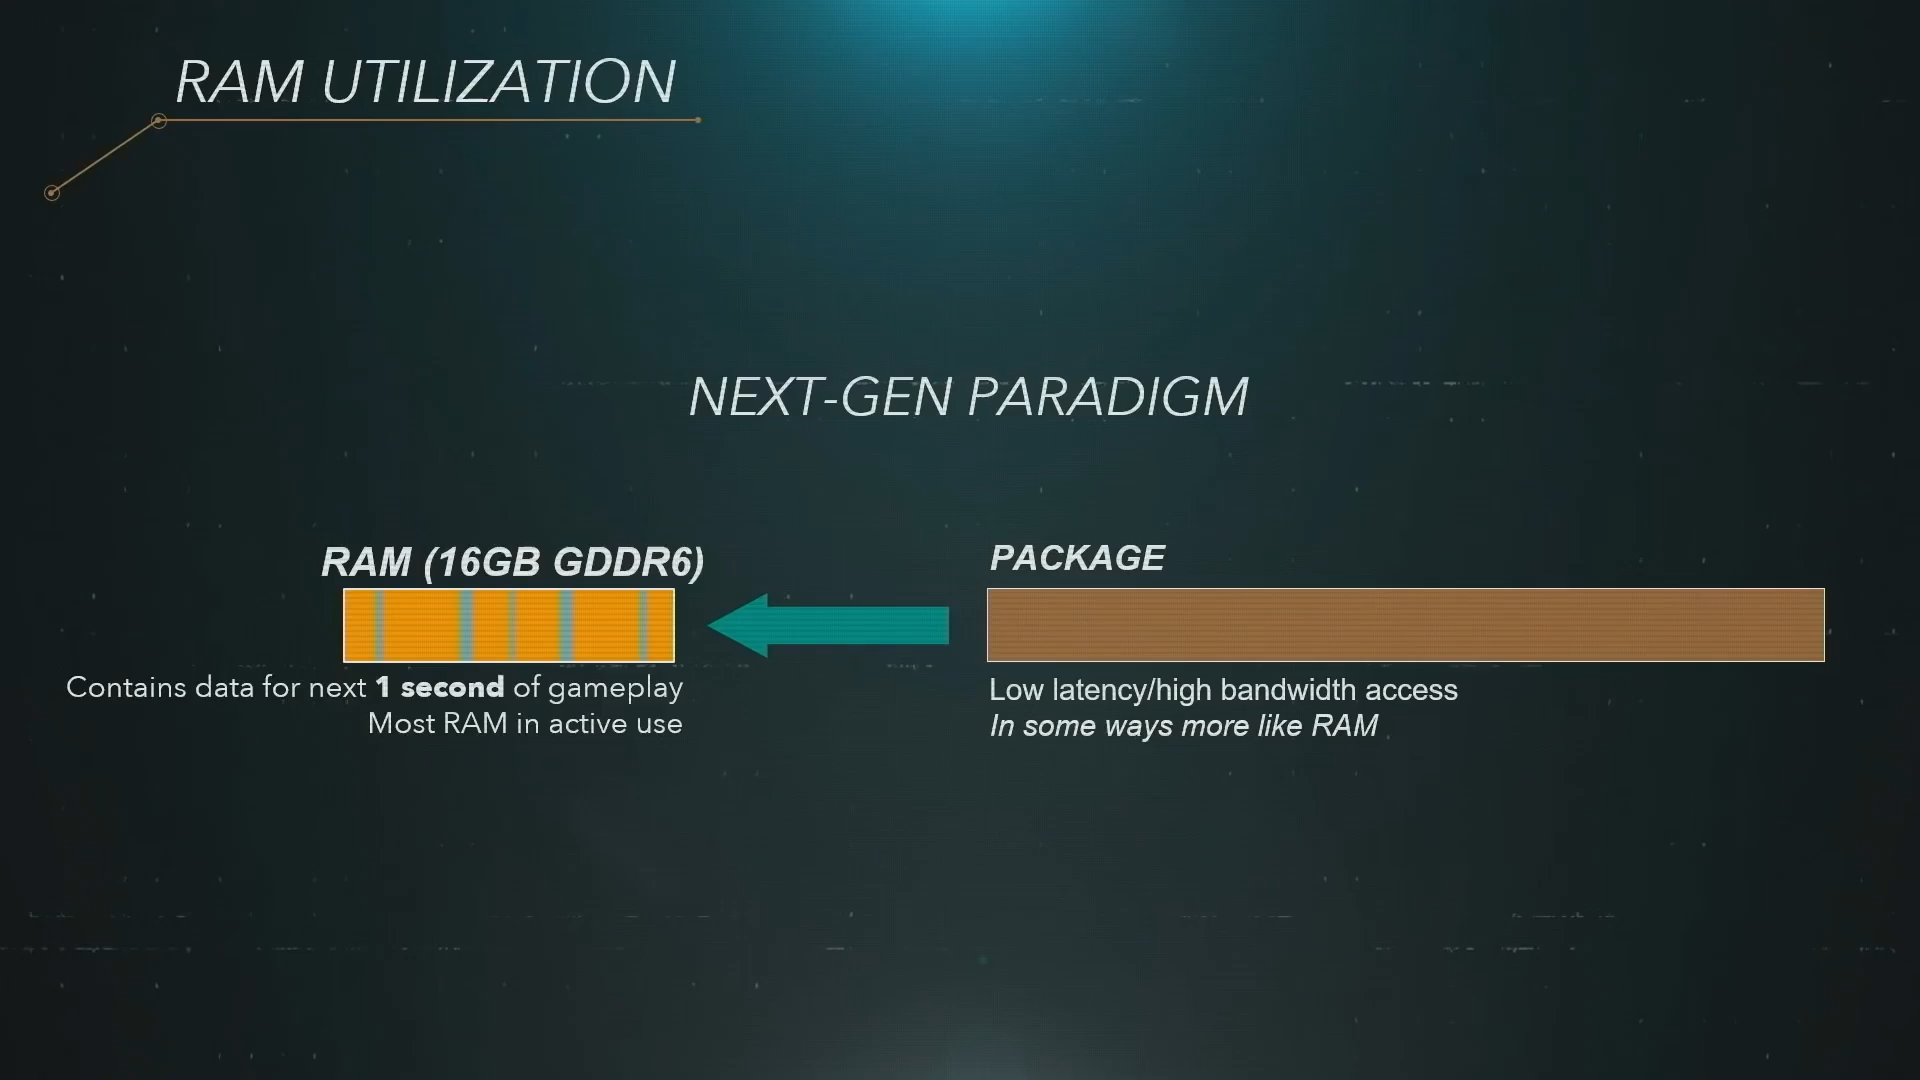 RAM UTILIZATION
NEXT-GEN PARADIGM
RAM (16GB GDDR6)
Contains data for next 1 second of gameplay
Most RAM in active use
PACKAGE
Low latency/high bandwidth access
In some ways more like RAM